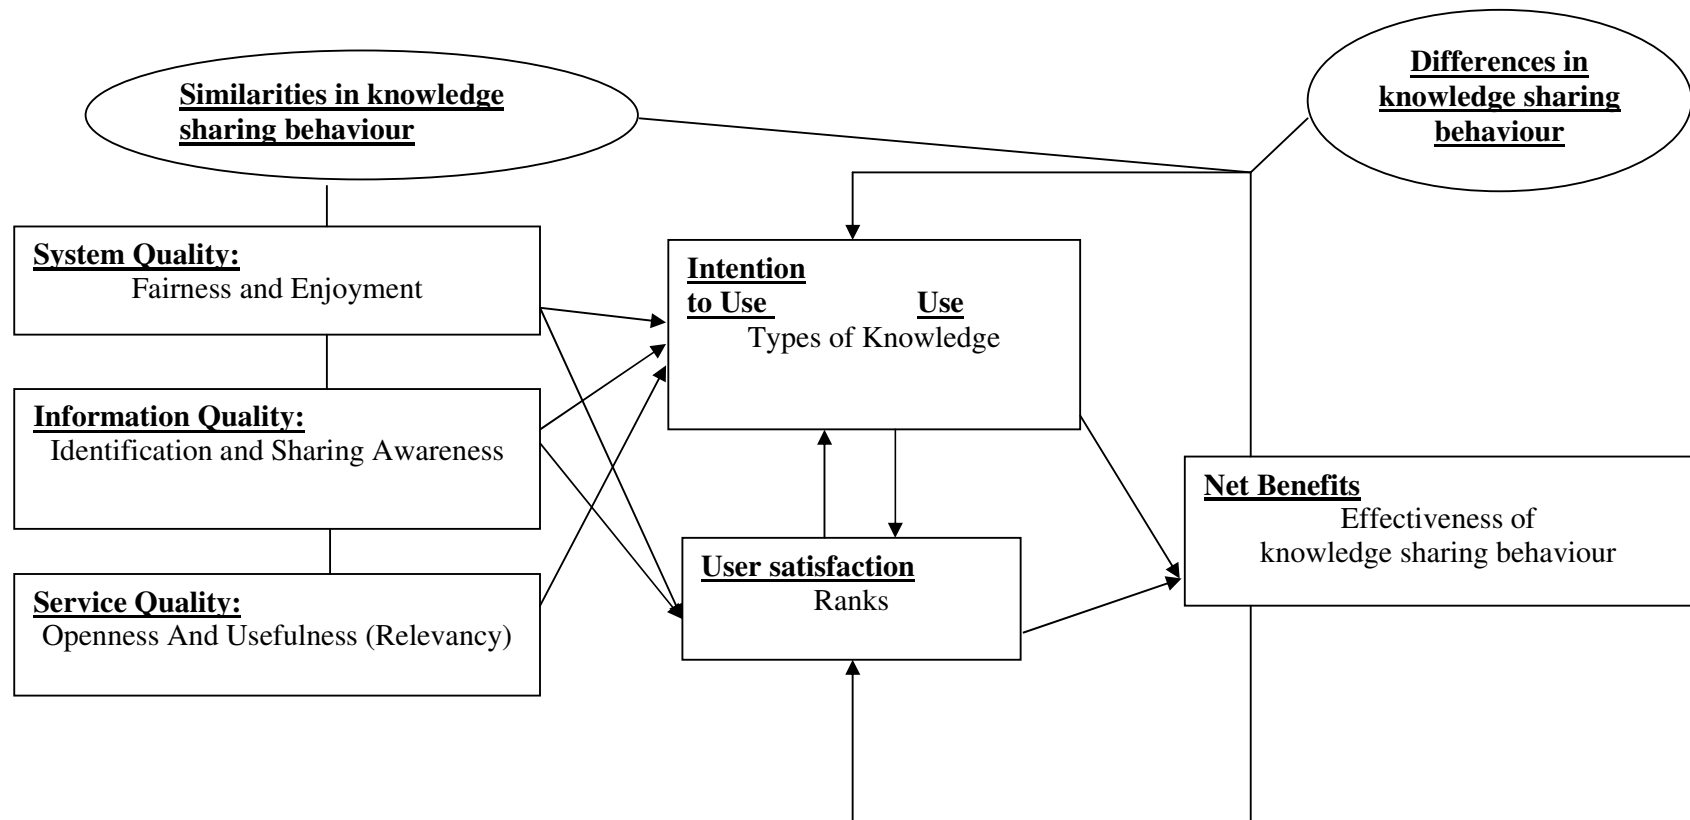 Similarities in knowledge
sharing behaviour
Differences in
knowledge sharing
behaviour
System Quality:
Fairness and Enjoyment
Information Quality:
Identification and Sharing Awareness
Service Quality:
Openness And Usefulness (Relevancy)
Intention
to Use Use
Types of Knowledge
User satisfaction
Ranks
Net Benefits
Effectiveness of
knowledge sharing behaviour